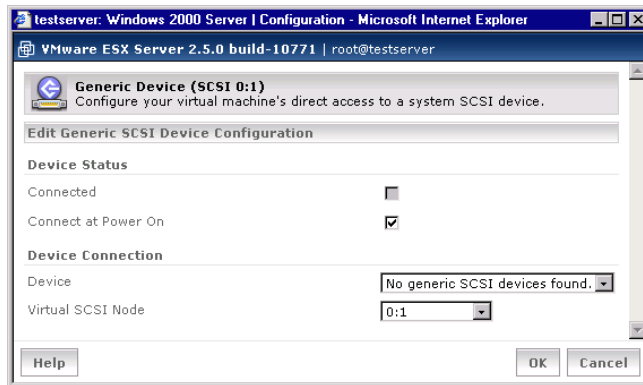 testserver: Windows 2000 Server | Configuration - Microsoft Internet Explorer
VMware ESX Server 2.5.0 build-10771 | root@testserver
Generic Device (SCSI 0:1)
Configure your virtual machine's direct access to a system SCSI device.
Edit Generic SCSI Device Configuration
Device Status
Connected
Connect at Power On
Device Connection
Device No generic SCSI devices found.
Virtual SCSI Node 0:1
Help OK Cancel